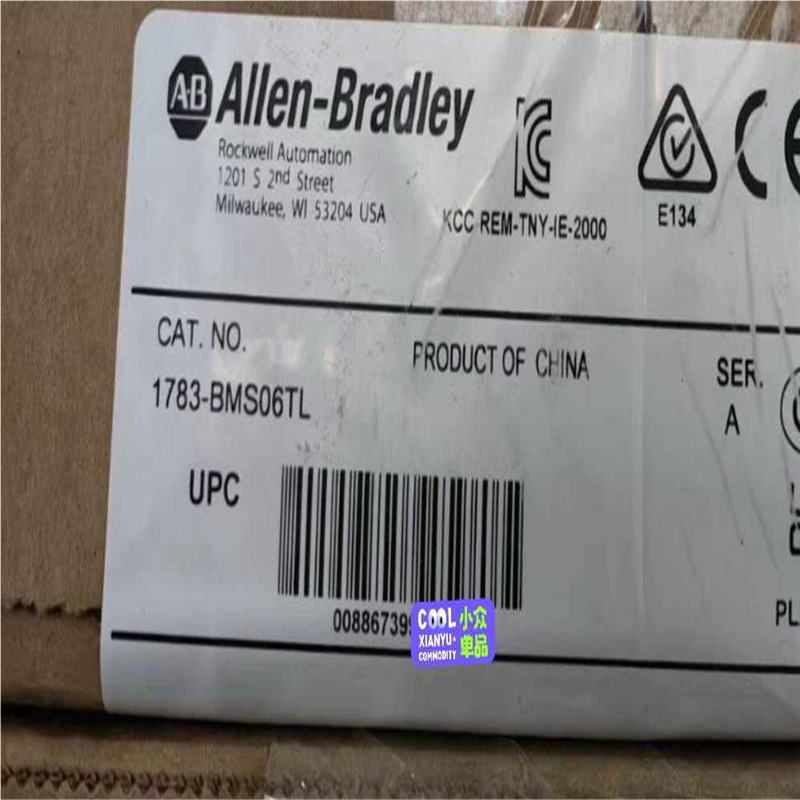 AB Allen-Bradley
Rockwell Automation
1201 S 2nd Street
Milwaukee, WI 53204 USA
KCC-REM-TNY-IE-2000
E134
CAT. NO.
1783-BMS06TL
PRODUCT OF CHINA
SER.
A
UPC
008867399
COOL 小众
XIANYU 单品
COMMODITY